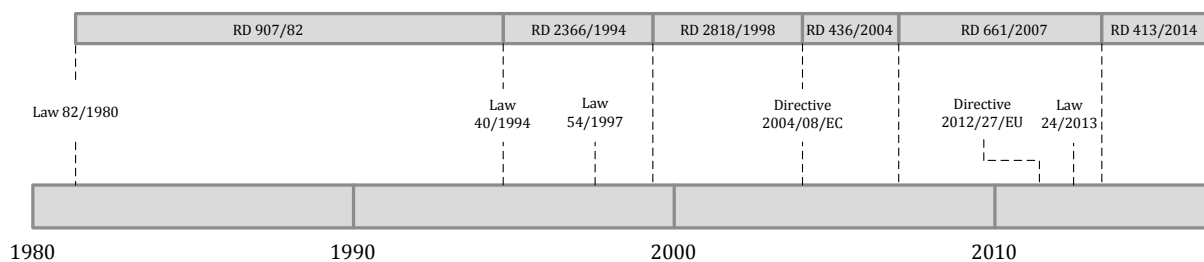 RD 907/82
RD 2366/1994
RD 2818/1998
RD 436/2004
RD 661/2007
RD 413/2014
Law 82/1980
Law
40/1994
Law
54/1997
Directive
2004/08/EC
Directive
2012/27/EU
Law
24/2013
1980
1990
2000
2010